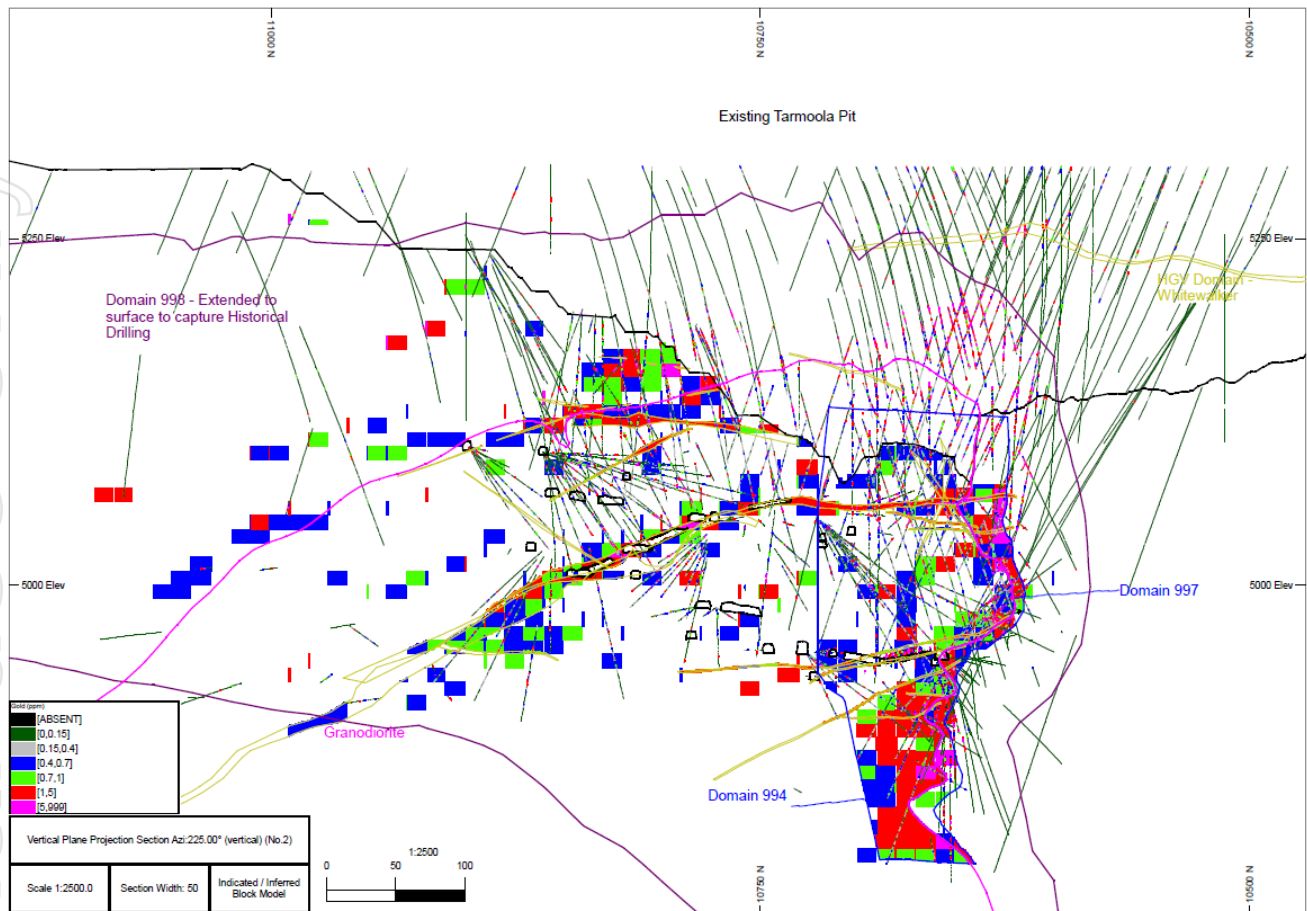 11000 N
10750 N
10500 N
Existing Tarmoola Pit
5250 Elev
5250 Elev
HGY Domain -
Whitewalker
Domain 998 - Extended to
surface to capture Historical
Drilling
5000 Elev
5000 Elev
Domain 997
Gold (ppm)
[ABSENT]
[0,0.15]
[0.15,0.4]
[0.4,0.7]
[0.7,1]
[1,5]
[5,999]
Granodiorite
Domain 994
Vertical Plane Projection Section Azi:225.00° (vertical) (No.2)
Scale 1:2500.0
Section Width: 50
Indicated / Inferred
Block Model
1:2500
0 50 100
10750 N
10500 N